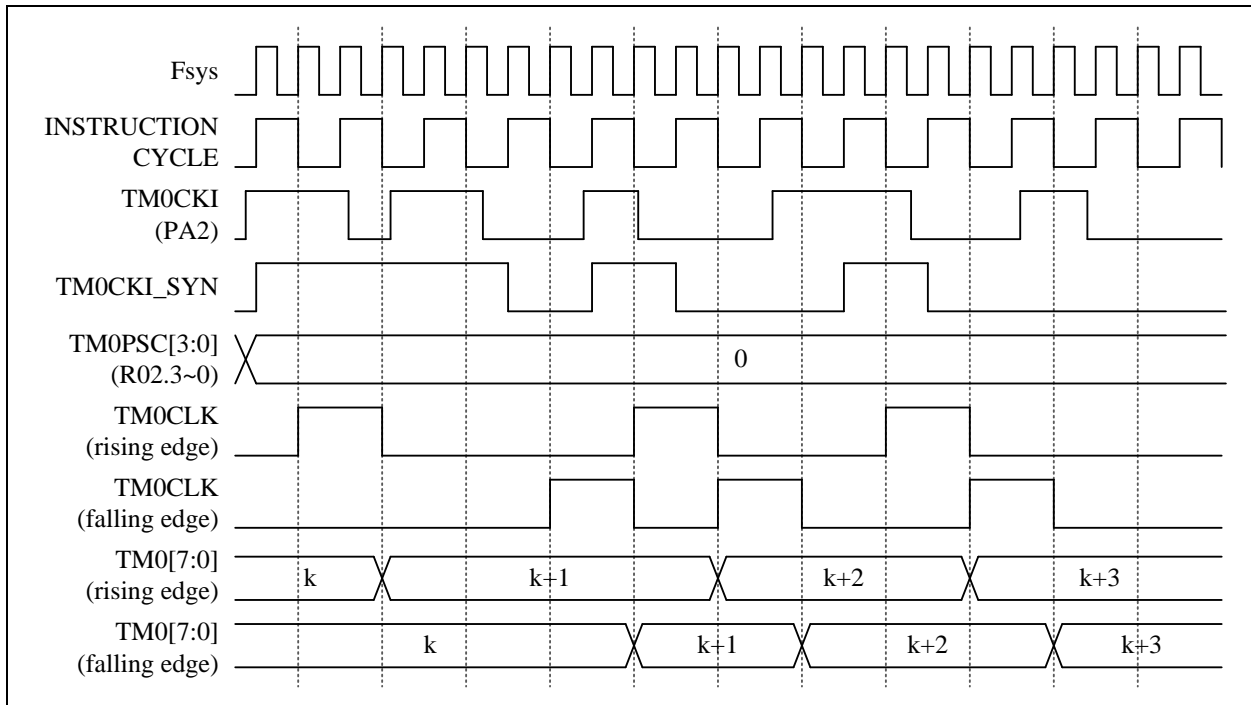 Fsys
INSTRUCTION
CYCLE
TM0CKI
(PA2)
TM0CKI_SYN
TM0PSC[3:0]
(R02.3~0)
0
TM0CLK
(rising edge)
TM0CLK
(falling edge)
TM0[7:0]
(rising edge)
k
k+1
k+2
k+3
TM0[7:0]
(falling edge)
k
k+1
k+2
k+3